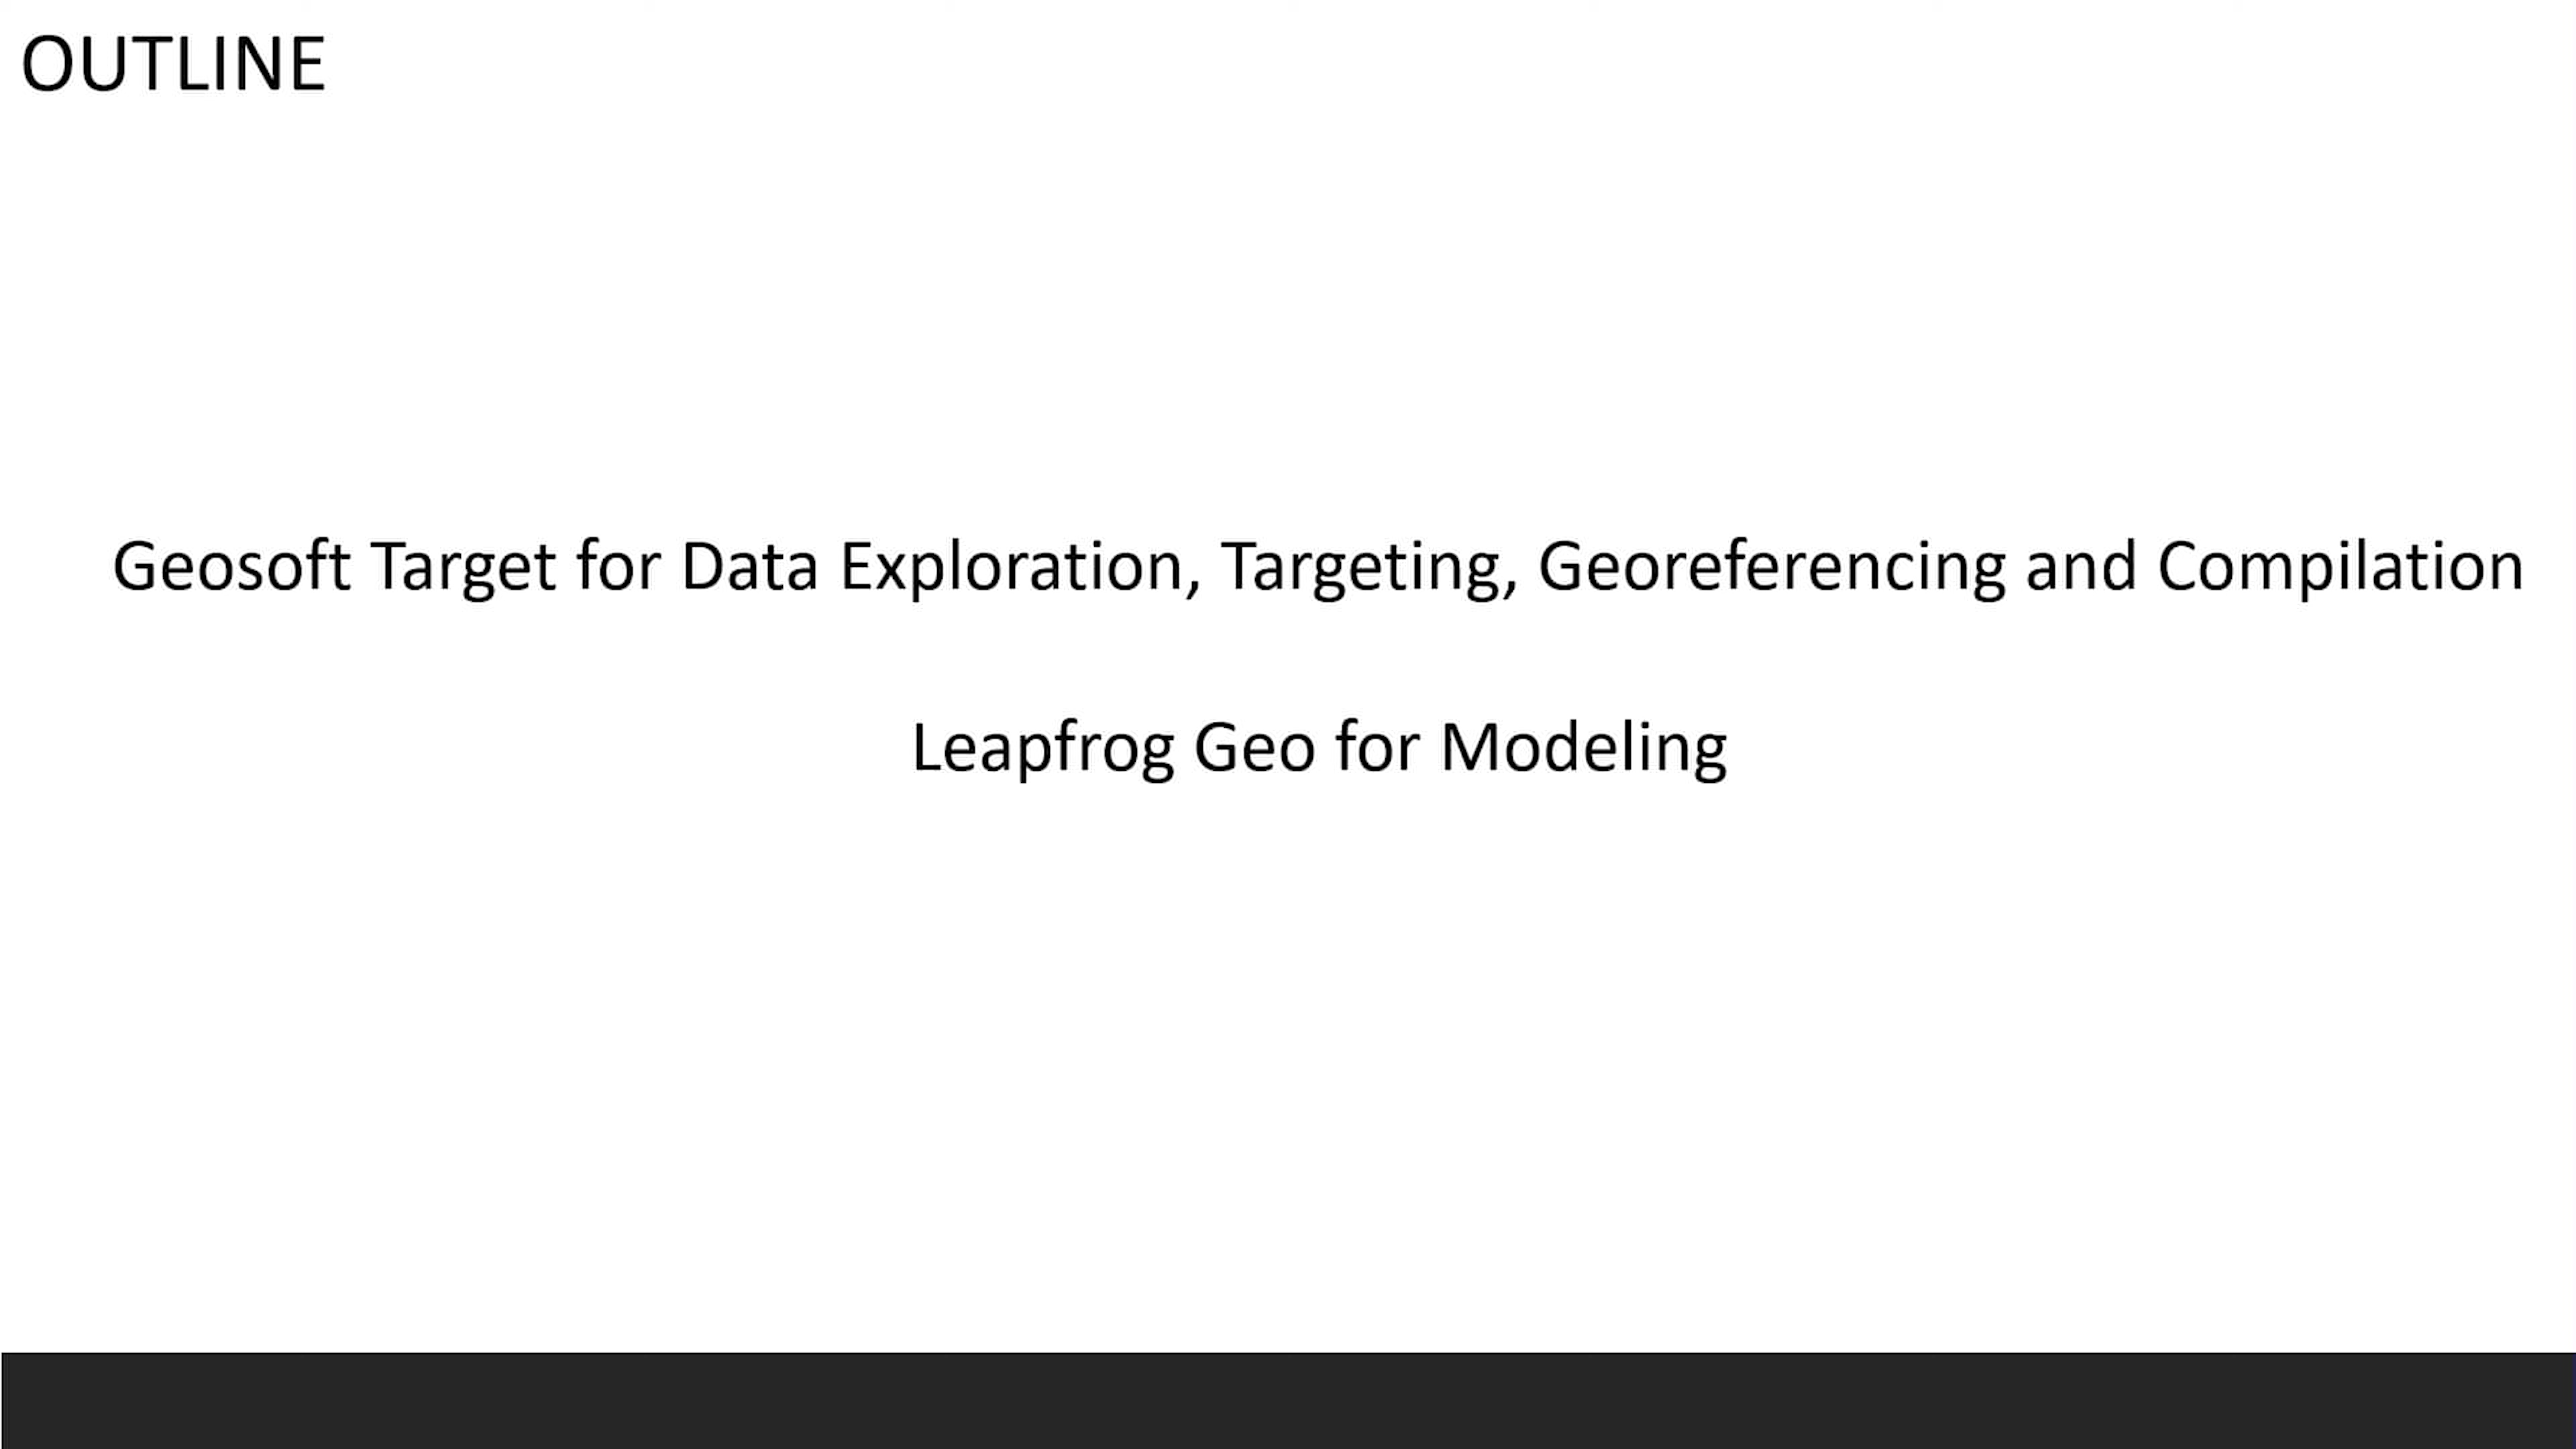 OUTLINE
Geosoft Target for Data Exploration, Targeting, Georeferencing and Compilation
Leapfrog Geo for Modeling